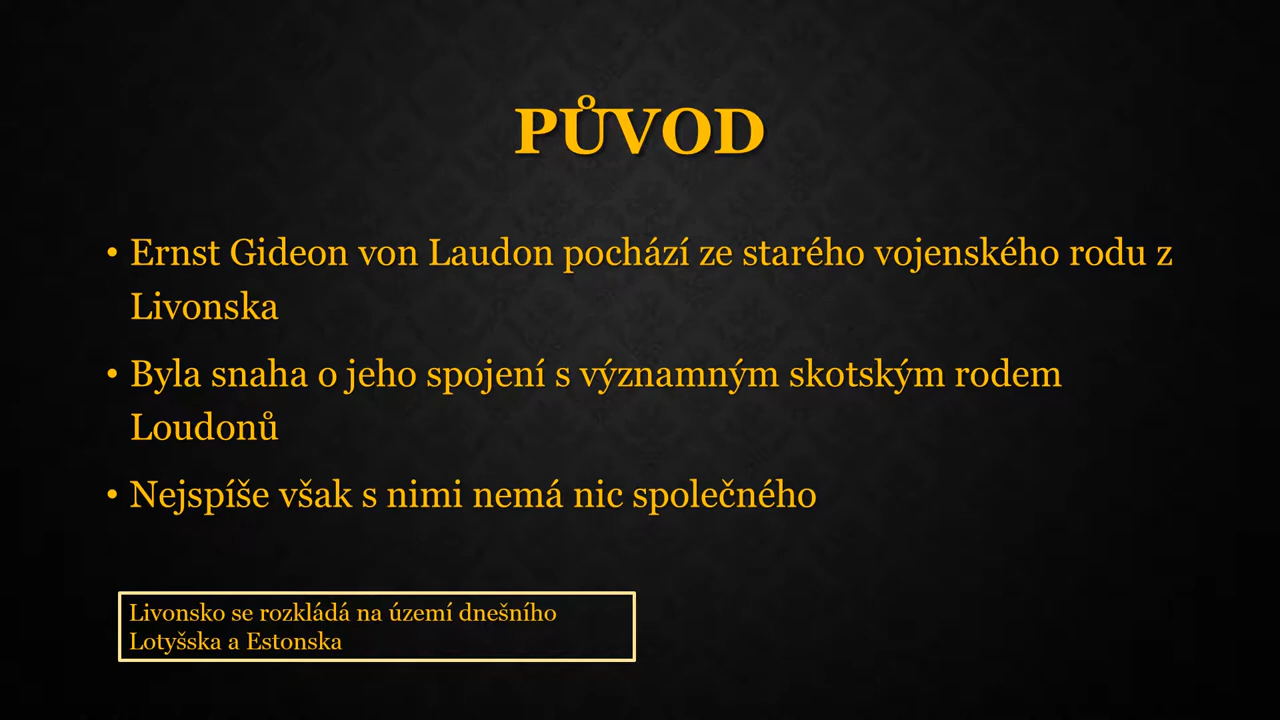 PŮVOD
• Ernst Gideon von Laudon pochází ze starého vojenského rodu z
Livonska
• Byla snaha o jeho spojení s významným skotským rodem
Loudonů
• Nejspíše však s nimi nemá nic společného
Livonsko se rozkládá na území dnešního
Lotyšska a Estonska